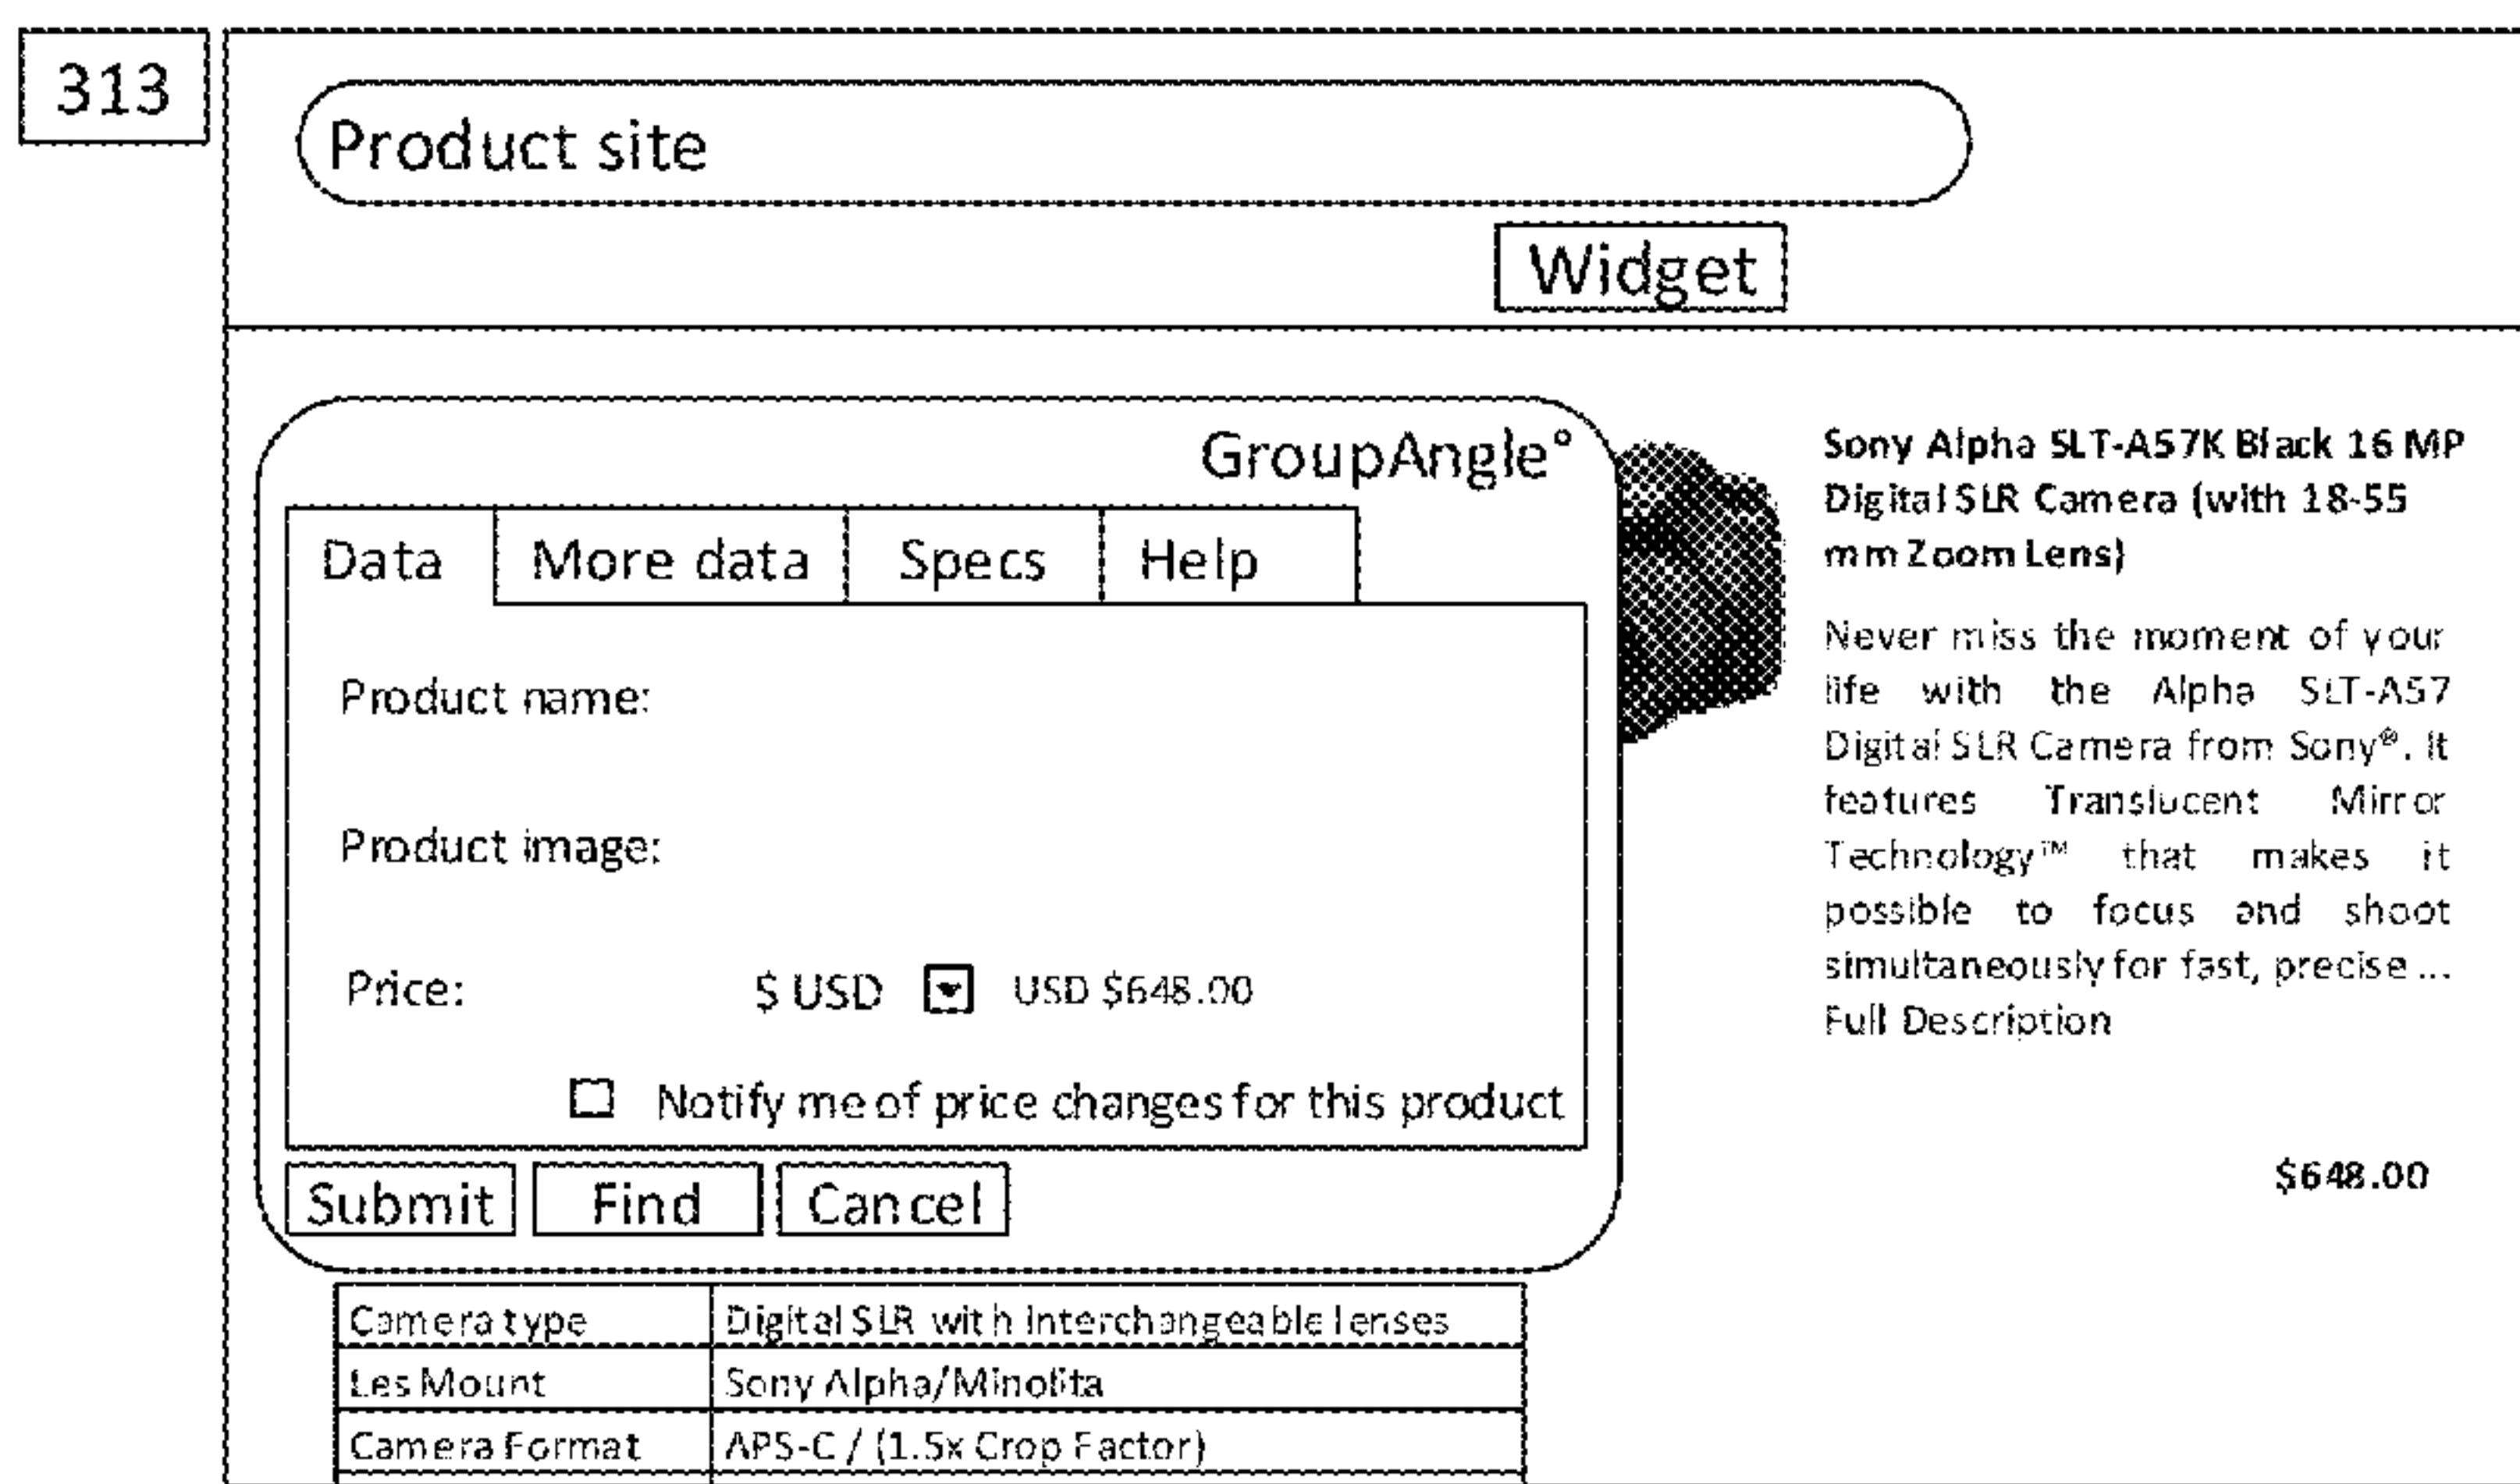 313
Product site
Widget
GroupAngle°
Data More data Specs Help
Product name:
Product image:
Price: $ USD USD $648.00
Notify me of price changes for this product
Submit Find Cancel
Sony Alpha SLT-A57K Black 16 MP
Digital SLR Camera (with 18-55
mm Zoom Lens)
Never miss the moment of your
life with the Alpha SLT-A57
Digital SLR Camera from Sony®. It
features Translucent Mirror
Technology™ that makes it
possible to focus and shoot
simultaneously for fast, precise ...
Full Description
$648.00
Camera type Digital SLR with interchangeable lenses
Les Mount Sony Alpha/Minolita
Camera Format APS-C / (1.5x Crop Factor)